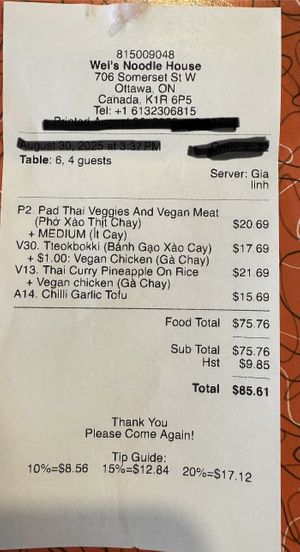 815009048
Wei's Noodle House
706 Somerset St W
Ottawa, ON
Canada, K1R 6P5
Tel: +1 6132306815
August 30, 2025 at 3:37 PM
Table: 6, 4 guests
Server: Gia
linh
P2. Pad Thai Veggies And Vegan Meat $20.69
(Phở Xào Thịt Chay)
+ MEDIUM (Ít Cay)
V30. Tteokbokki (Bánh Gạo Xào Cay) $17.69
+ $1.00: Vegan Chicken (Gà Chay)
V13. Thai Curry Pineapple On Rice $21.69
+ Vegan chicken (Gà Chay)
A14. Chilli Garlic Tofu $15.69
Food Total $75.76
Sub Total $75.76
Hst $9.85
Total $85.61
Thank You
Please Come Again!
Tip Guide:
10%=$8.56 15%=$12.84 20%=$17.12